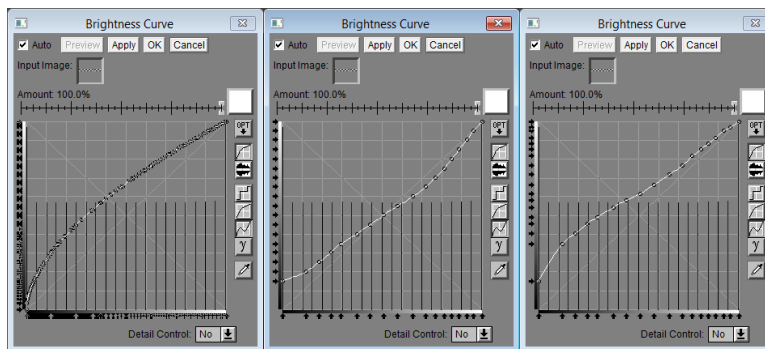 Brightness Curve
Auto Preview Apply OK Cancel
Input Image:
Amount: 100.0%
OPT
γ
Detail Control: No
Brightness Curve
Auto Preview Apply OK Cancel
Input Image:
Amount: 100.0%
OPT
γ
Detail Control: No
Brightness Curve
Auto Preview Apply OK Cancel
Input Image:
Amount: 100.0%
OPT
γ
Detail Control: No